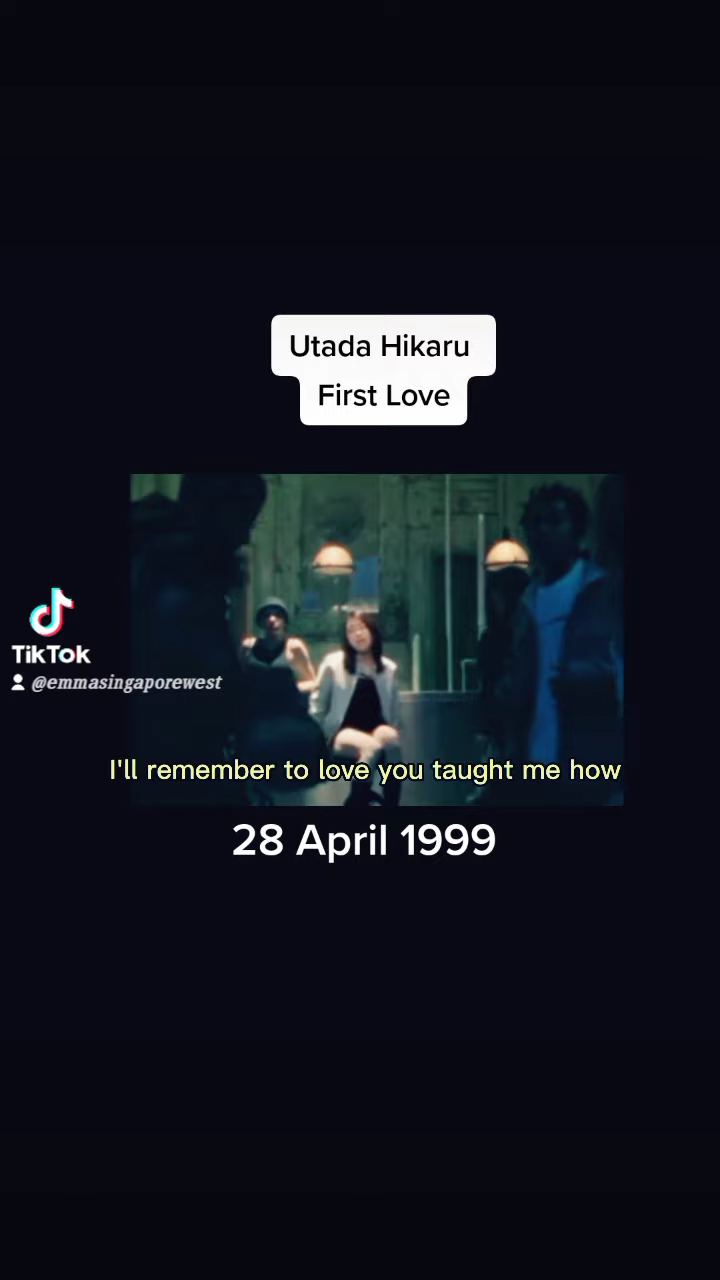 Utada Hikaru
First Love
TikTok
@emmasingaporewest
I'll remember to love you taught me how
28 April 1999